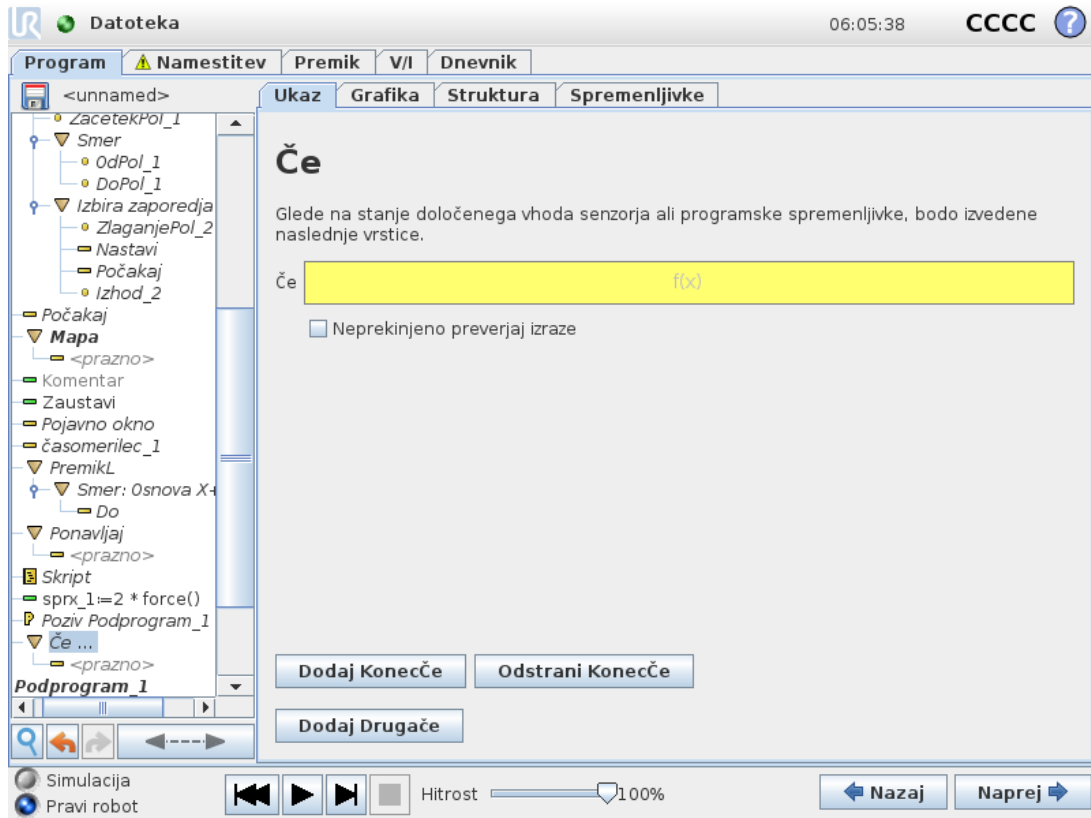 Datoteka
06:05:38
CCCC
?
Program
Namestitev
Premik
V/I
Dnevnik
<unnamed>
Ukaz
Grafika
Struktura
Spremenljivke
ZačetekPol_1
Smer
OdPol_1
DoPol_1
Izbira zaporedja
ZlaganjePol_2
Nastavi
Počakaj
Izhod_2
Počakaj
Mapa
<prazno>
Komentar
Zaustavi
Pojavno okno
časomerilec_1
PremikL
Smer: Osnova X+
Do
Ponavljaj
<prazno>
Skript
sprx_1:=2 * force()
Poziv Podprogram_1
Če ...
<prazno>
Podprogram_1
Če
Glede na stanje določenega vhoda senzorja ali programske spremenljivke, bodo izvedene
naslednje vrstice.
Če
f(x)
Neprekinjeno preverjaj izraze
Dodaj KonecČe
Odstrani KonecČe
Dodaj Drugače
Simulacija
Pravi robot
Hitrost
100%
Nazaj
Naprej